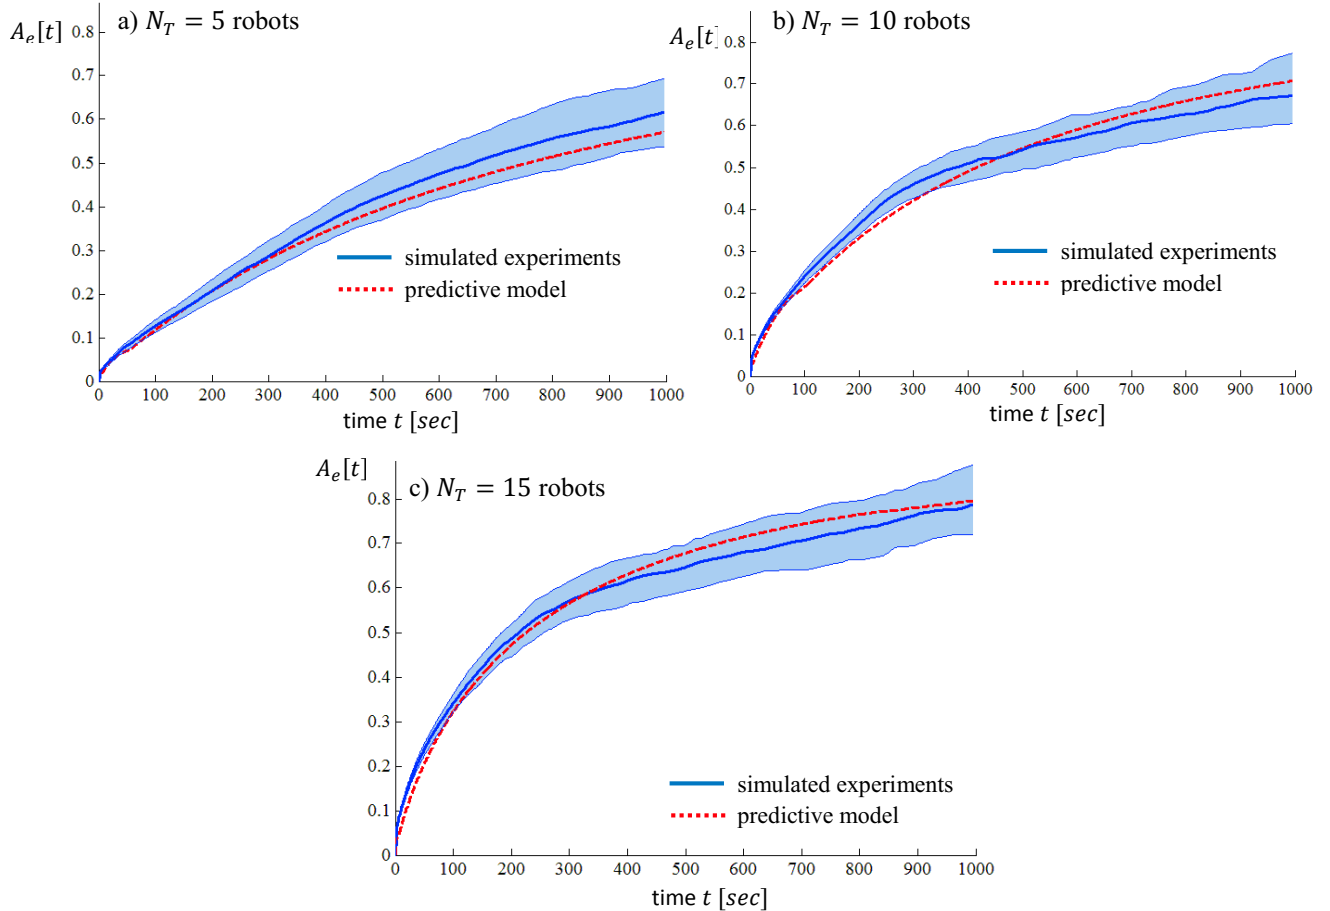 a) N_T = 5 robots
A_e[t]
0.8
0.7
0.6
0.5
0.4
0.3
0.2
0.1
0
simulated experiments
predictive model
0 100 200 300 400 500 600 700 800 900 1000
time t [sec]
b) N_T = 10 robots
A_e[t]
0.8
0.7
0.6
0.5
0.4
0.3
0.2
0.1
0
simulated experiments
predictive model
0 100 200 300 400 500 600 700 800 900 1000
time t [sec]
A_e[t]
c) N_T = 15 robots
0.8
0.7
0.6
0.5
0.4
0.3
0.2
0.1
0
simulated experiments
predictive model
0 100 200 300 400 500 600 700 800 900 1000
time t [sec]